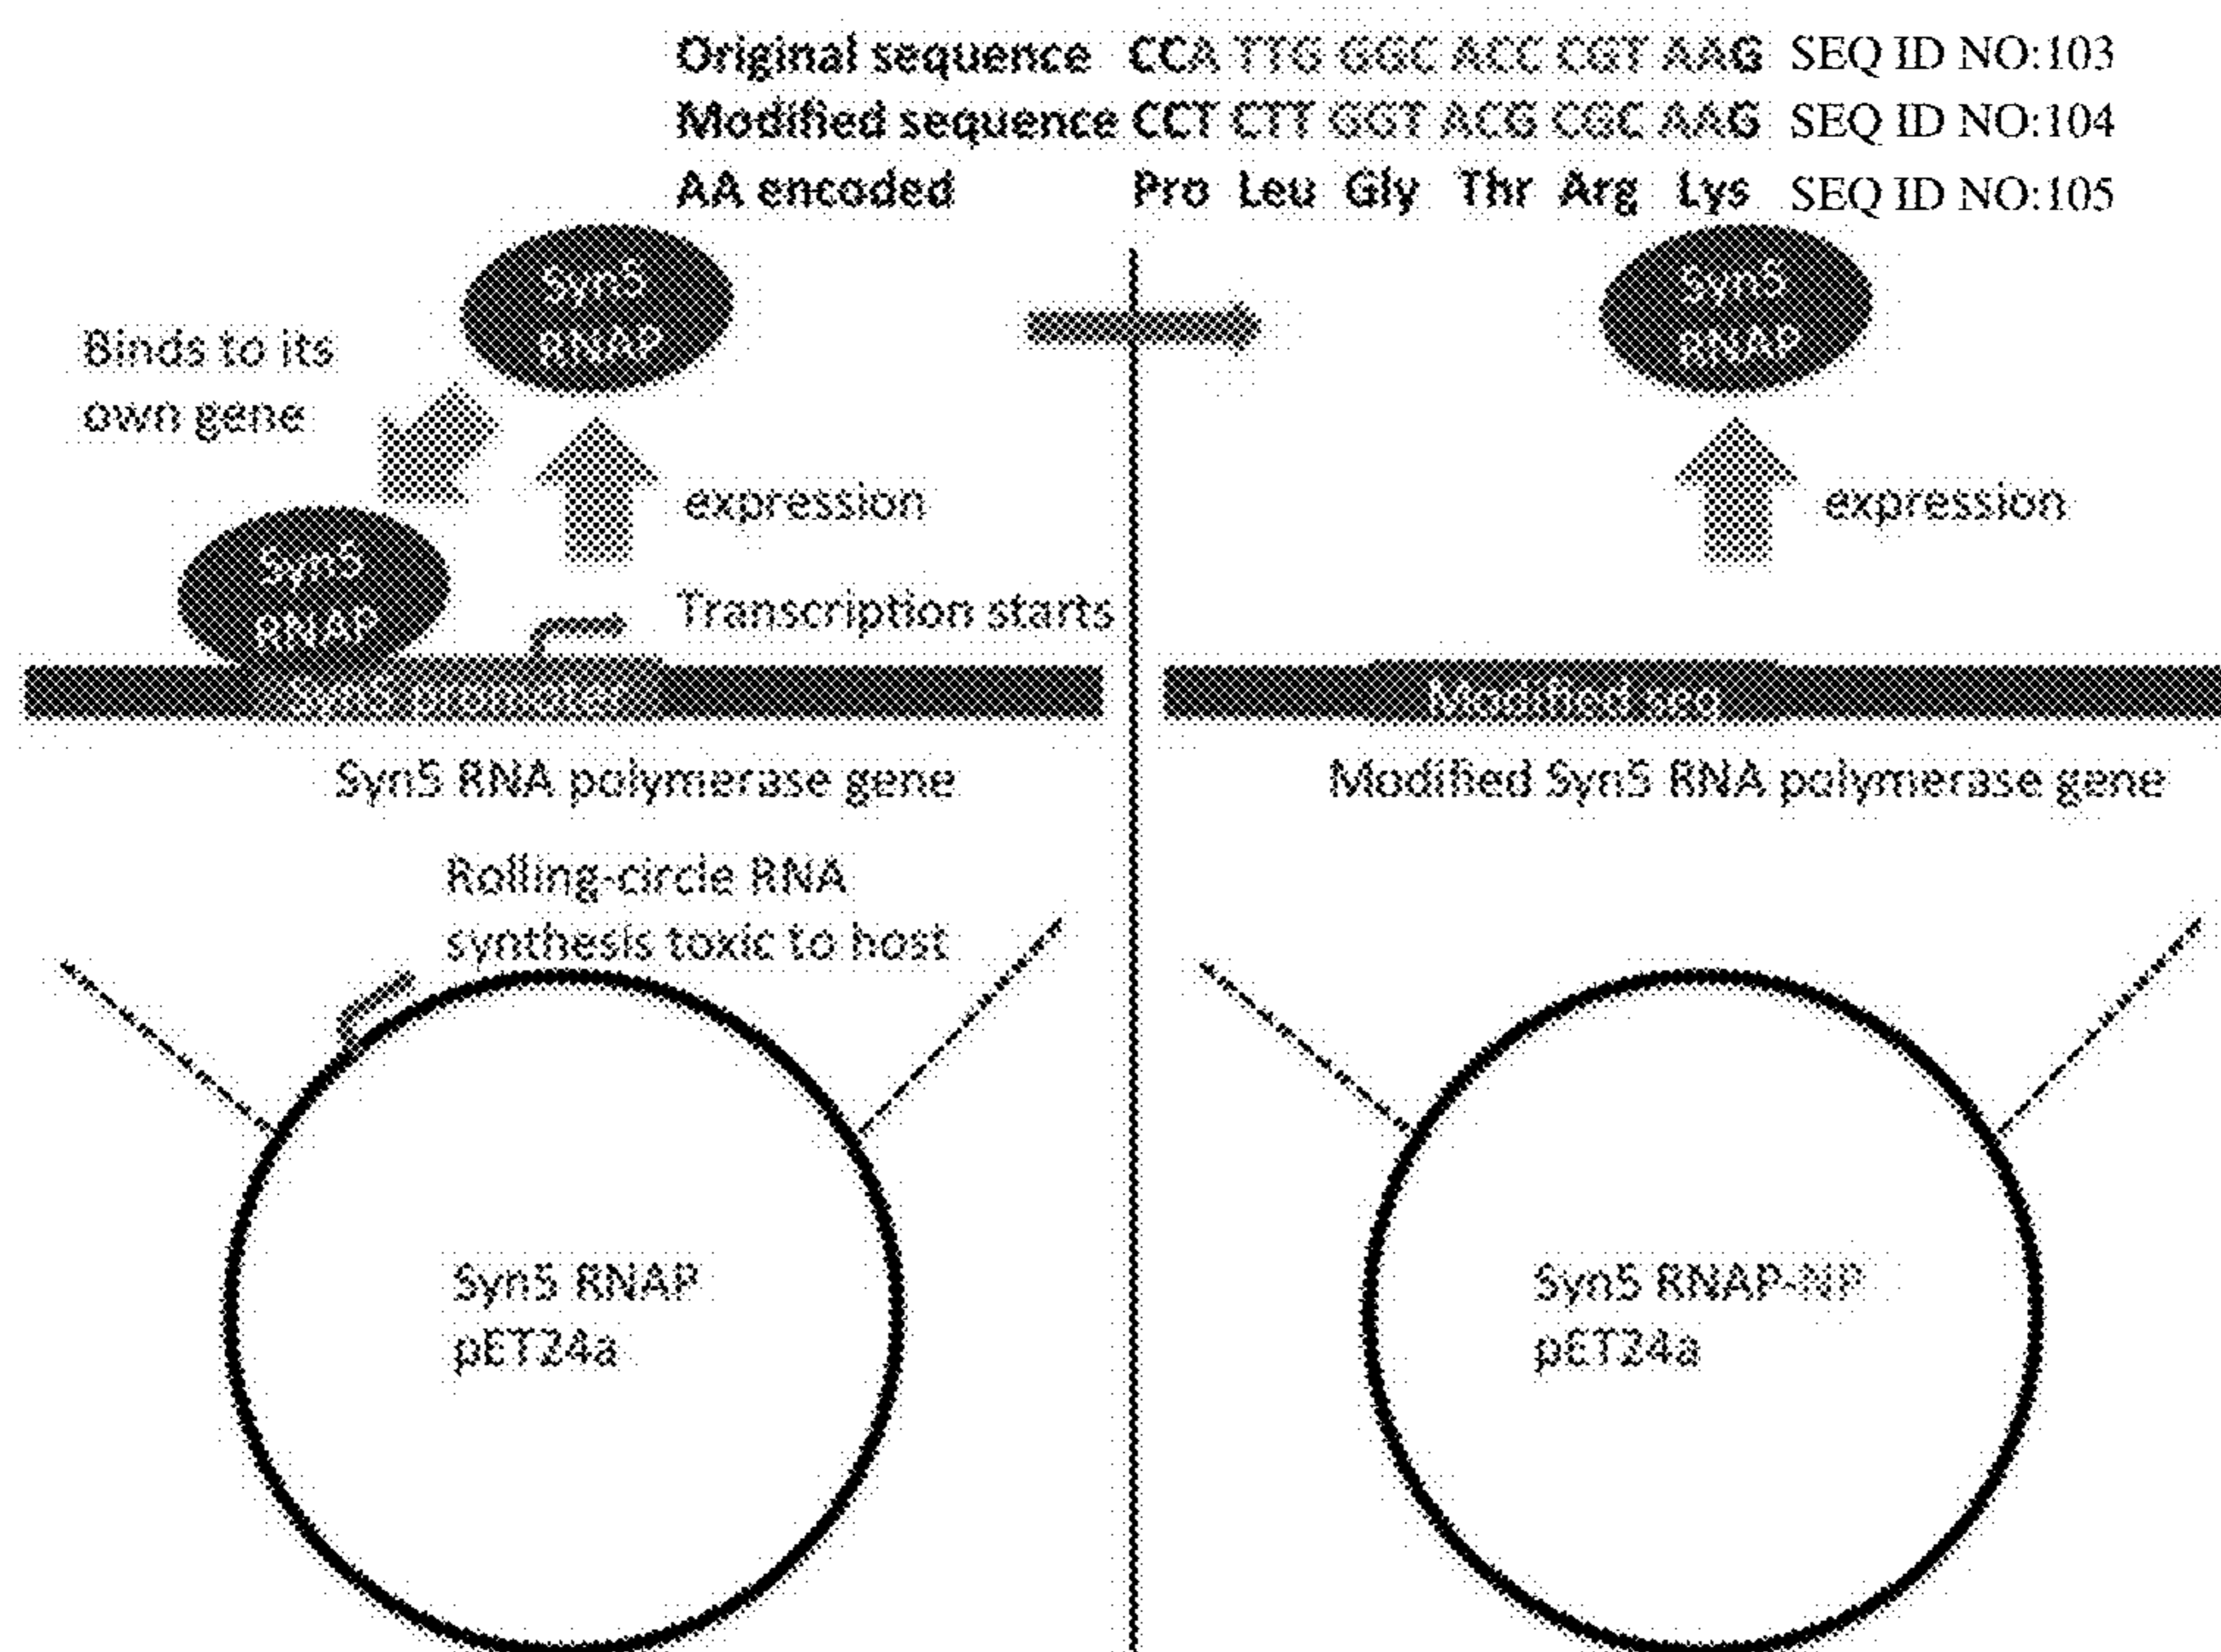 Original sequence CCA TTG GGC ACC CGT AAG SEQ ID NO:103
Modified sequence CCT CTT GGT ACG CGC AAG SEQ ID NO:104
AA encoded Pro Leu Gly Thr Arg Lys SEQ ID NO:105
Syn5
RNAP
Binds to its
own gene
expression
Syn5
RNAP
Transcription starts
promoter
Syn5 RNA polymerase gene
Rolling-circle RNA
synthesis toxic to host
Syn5 RNAP
pET24a
Syn5
RNAP
expression
Modified
Modified Syn5 RNA polymerase gene
Syn5 RNAP-NP
pET24a